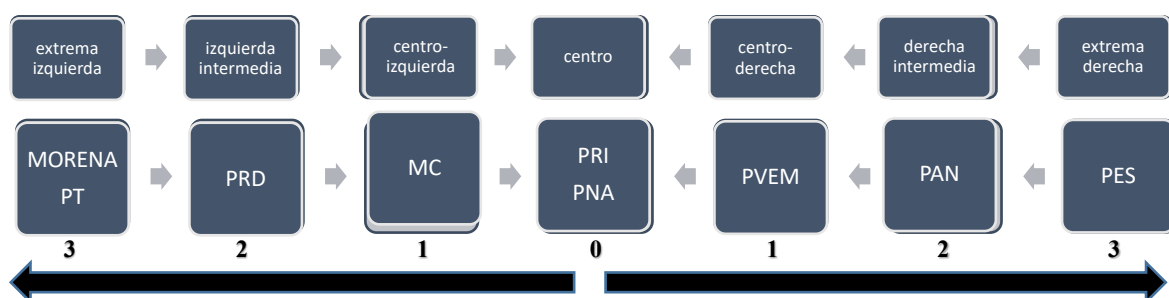 extrema
izquierda
izquierda
intermedia
centro-
izquierda
centro
centro-
derecha
derecha
intermedia
extrema
derecha
MORENA
PT
PRD
MC
PRI
PNA
PVEM
PAN
PES
3
2
1
0
1
2
3